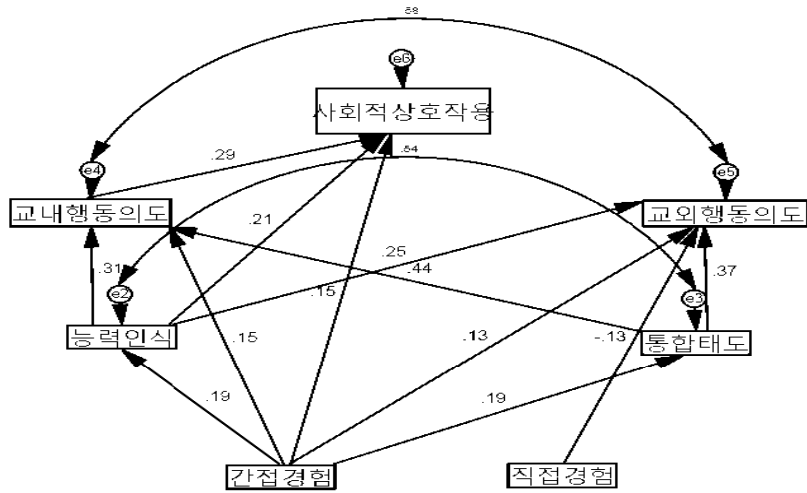 .58
e6
사회적상호작용
.54
.29
e4
e5
교내행동의도
교외행동의도
.21
.25
.31
.44
.37
e2
.15
e3
능력인식
.15
.13
-.13
통합태도
.19
.19
간접경험
직접경험